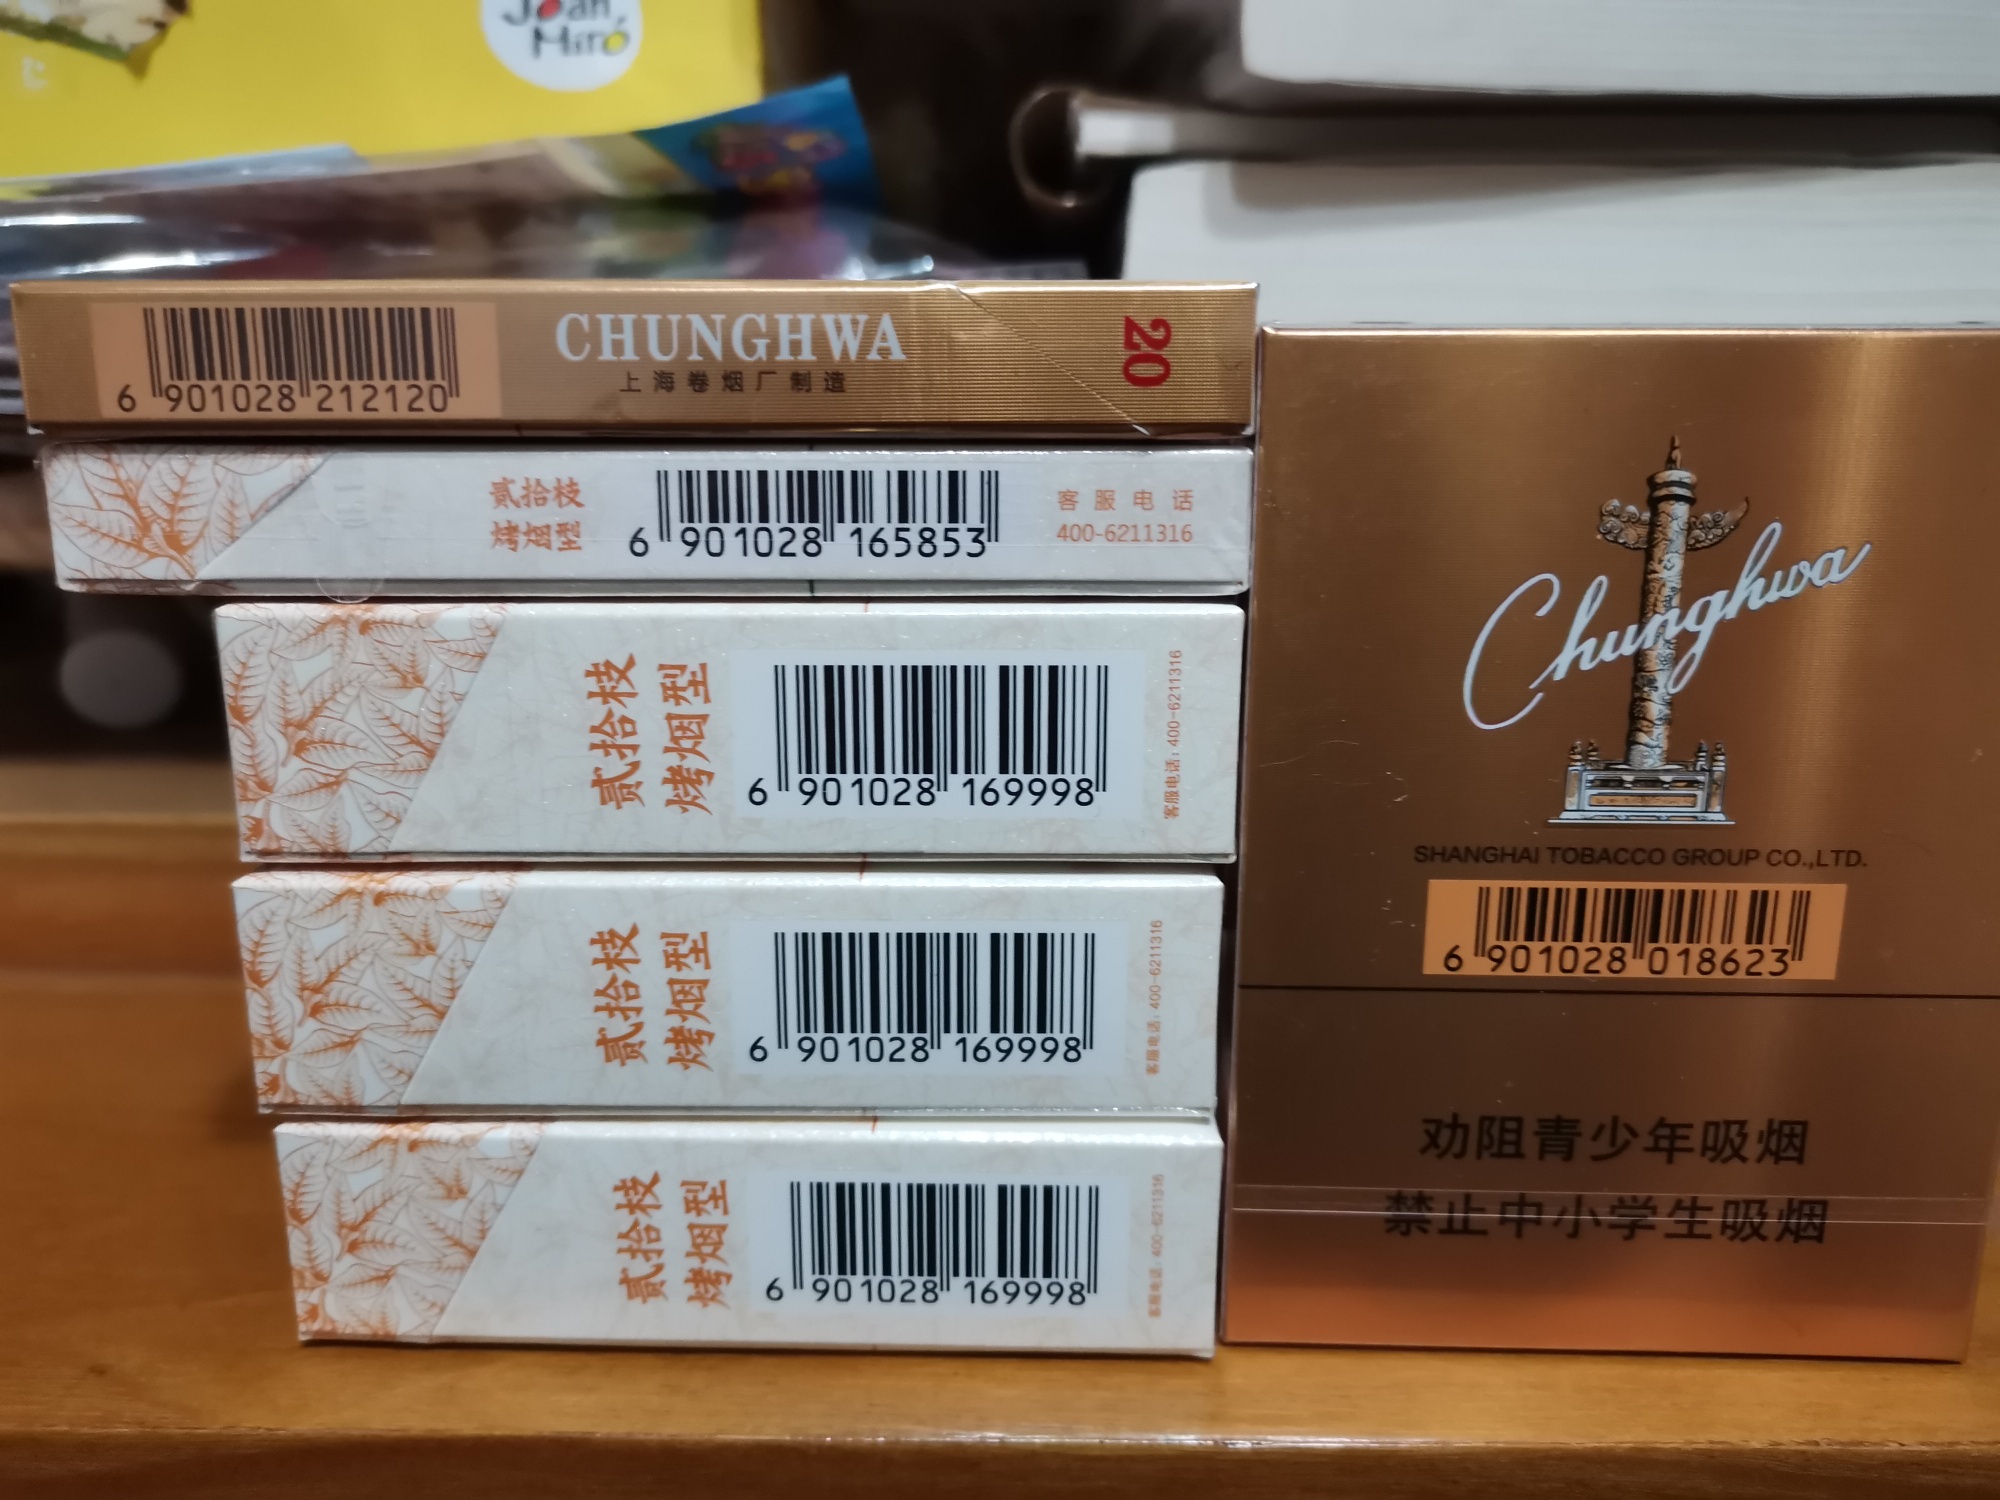 Joan
Miró
6 901028 212120
CHUNGHWA
上海卷烟厂制造
20
贰拾枝
烤烟型
6 901028 165853
客服电话
400-6211316
贰拾枝
烤烟型
6 901028 169998
客服电话：400-6211316
贰拾枝
烤烟型
6 901028 169998
客服电话：400-6211316
贰拾枝
烤烟型
6 901028 169998
客服电话：400-6211316
Chunghwa
SHANGHAI TOBACCO GROUP CO.,LTD.
6 901028 018623
劝阻青少年吸烟
禁止中小学生吸烟